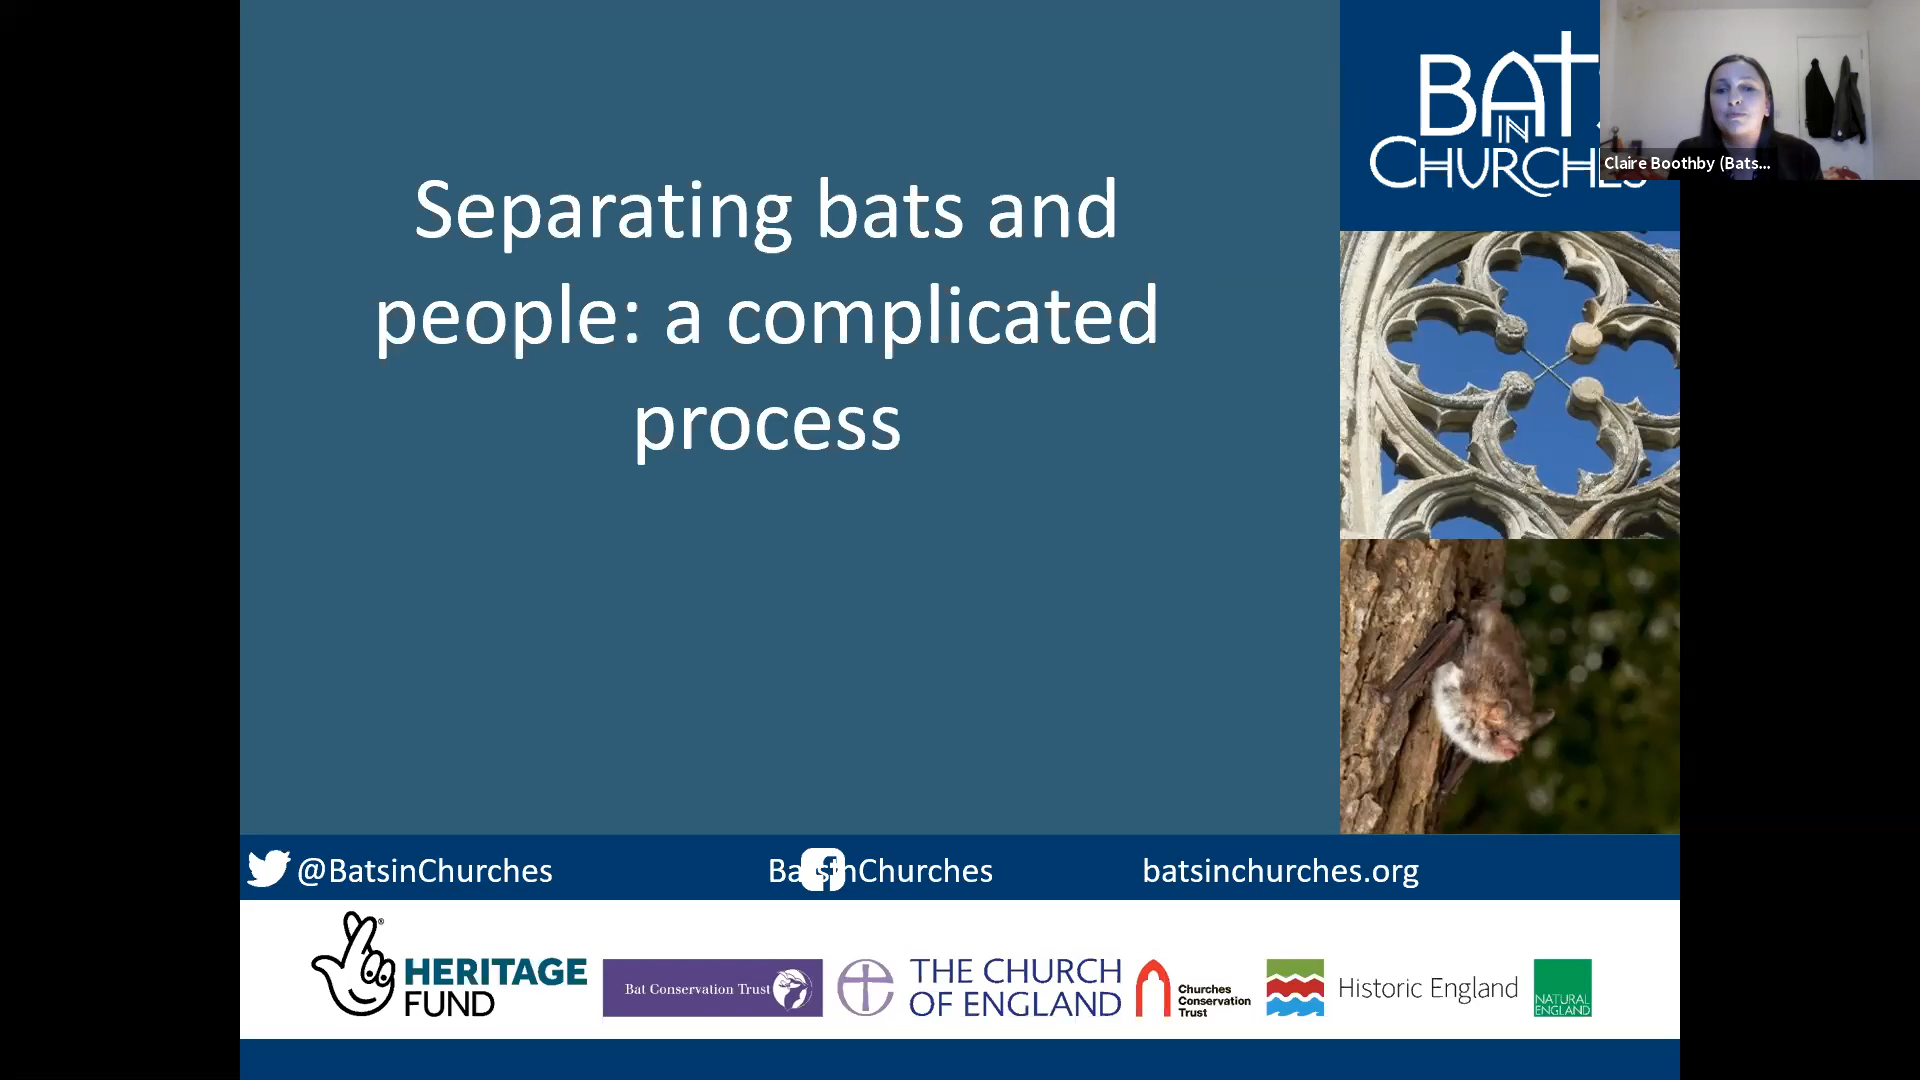 Separating bats and
people: a complicated
process
BATS
IN
CHURCHES
Claire Boothby (Bats...
@BatsinChurches
BatsinChurches
batsinchurches.org
HERITAGE
FUND
Bat Conservation Trust
THE CHURCH
OF ENGLAND
Churches
Conservation
Trust
Historic England
NATURAL
ENGLAND